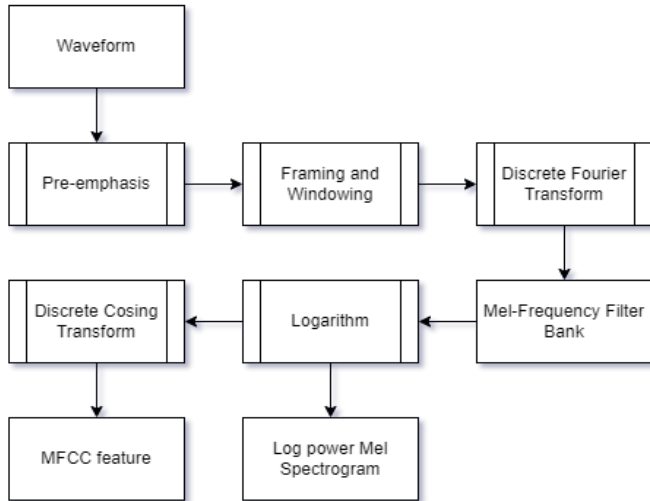 Waveform
Pre-emphasis
Framing and
Windowing
Discrete Fourier
Transform
Mel-Frequency Filter
Bank
Logarithm
Discrete Cosing
Transform
MFCC feature
Log power Mel
Spectrogram